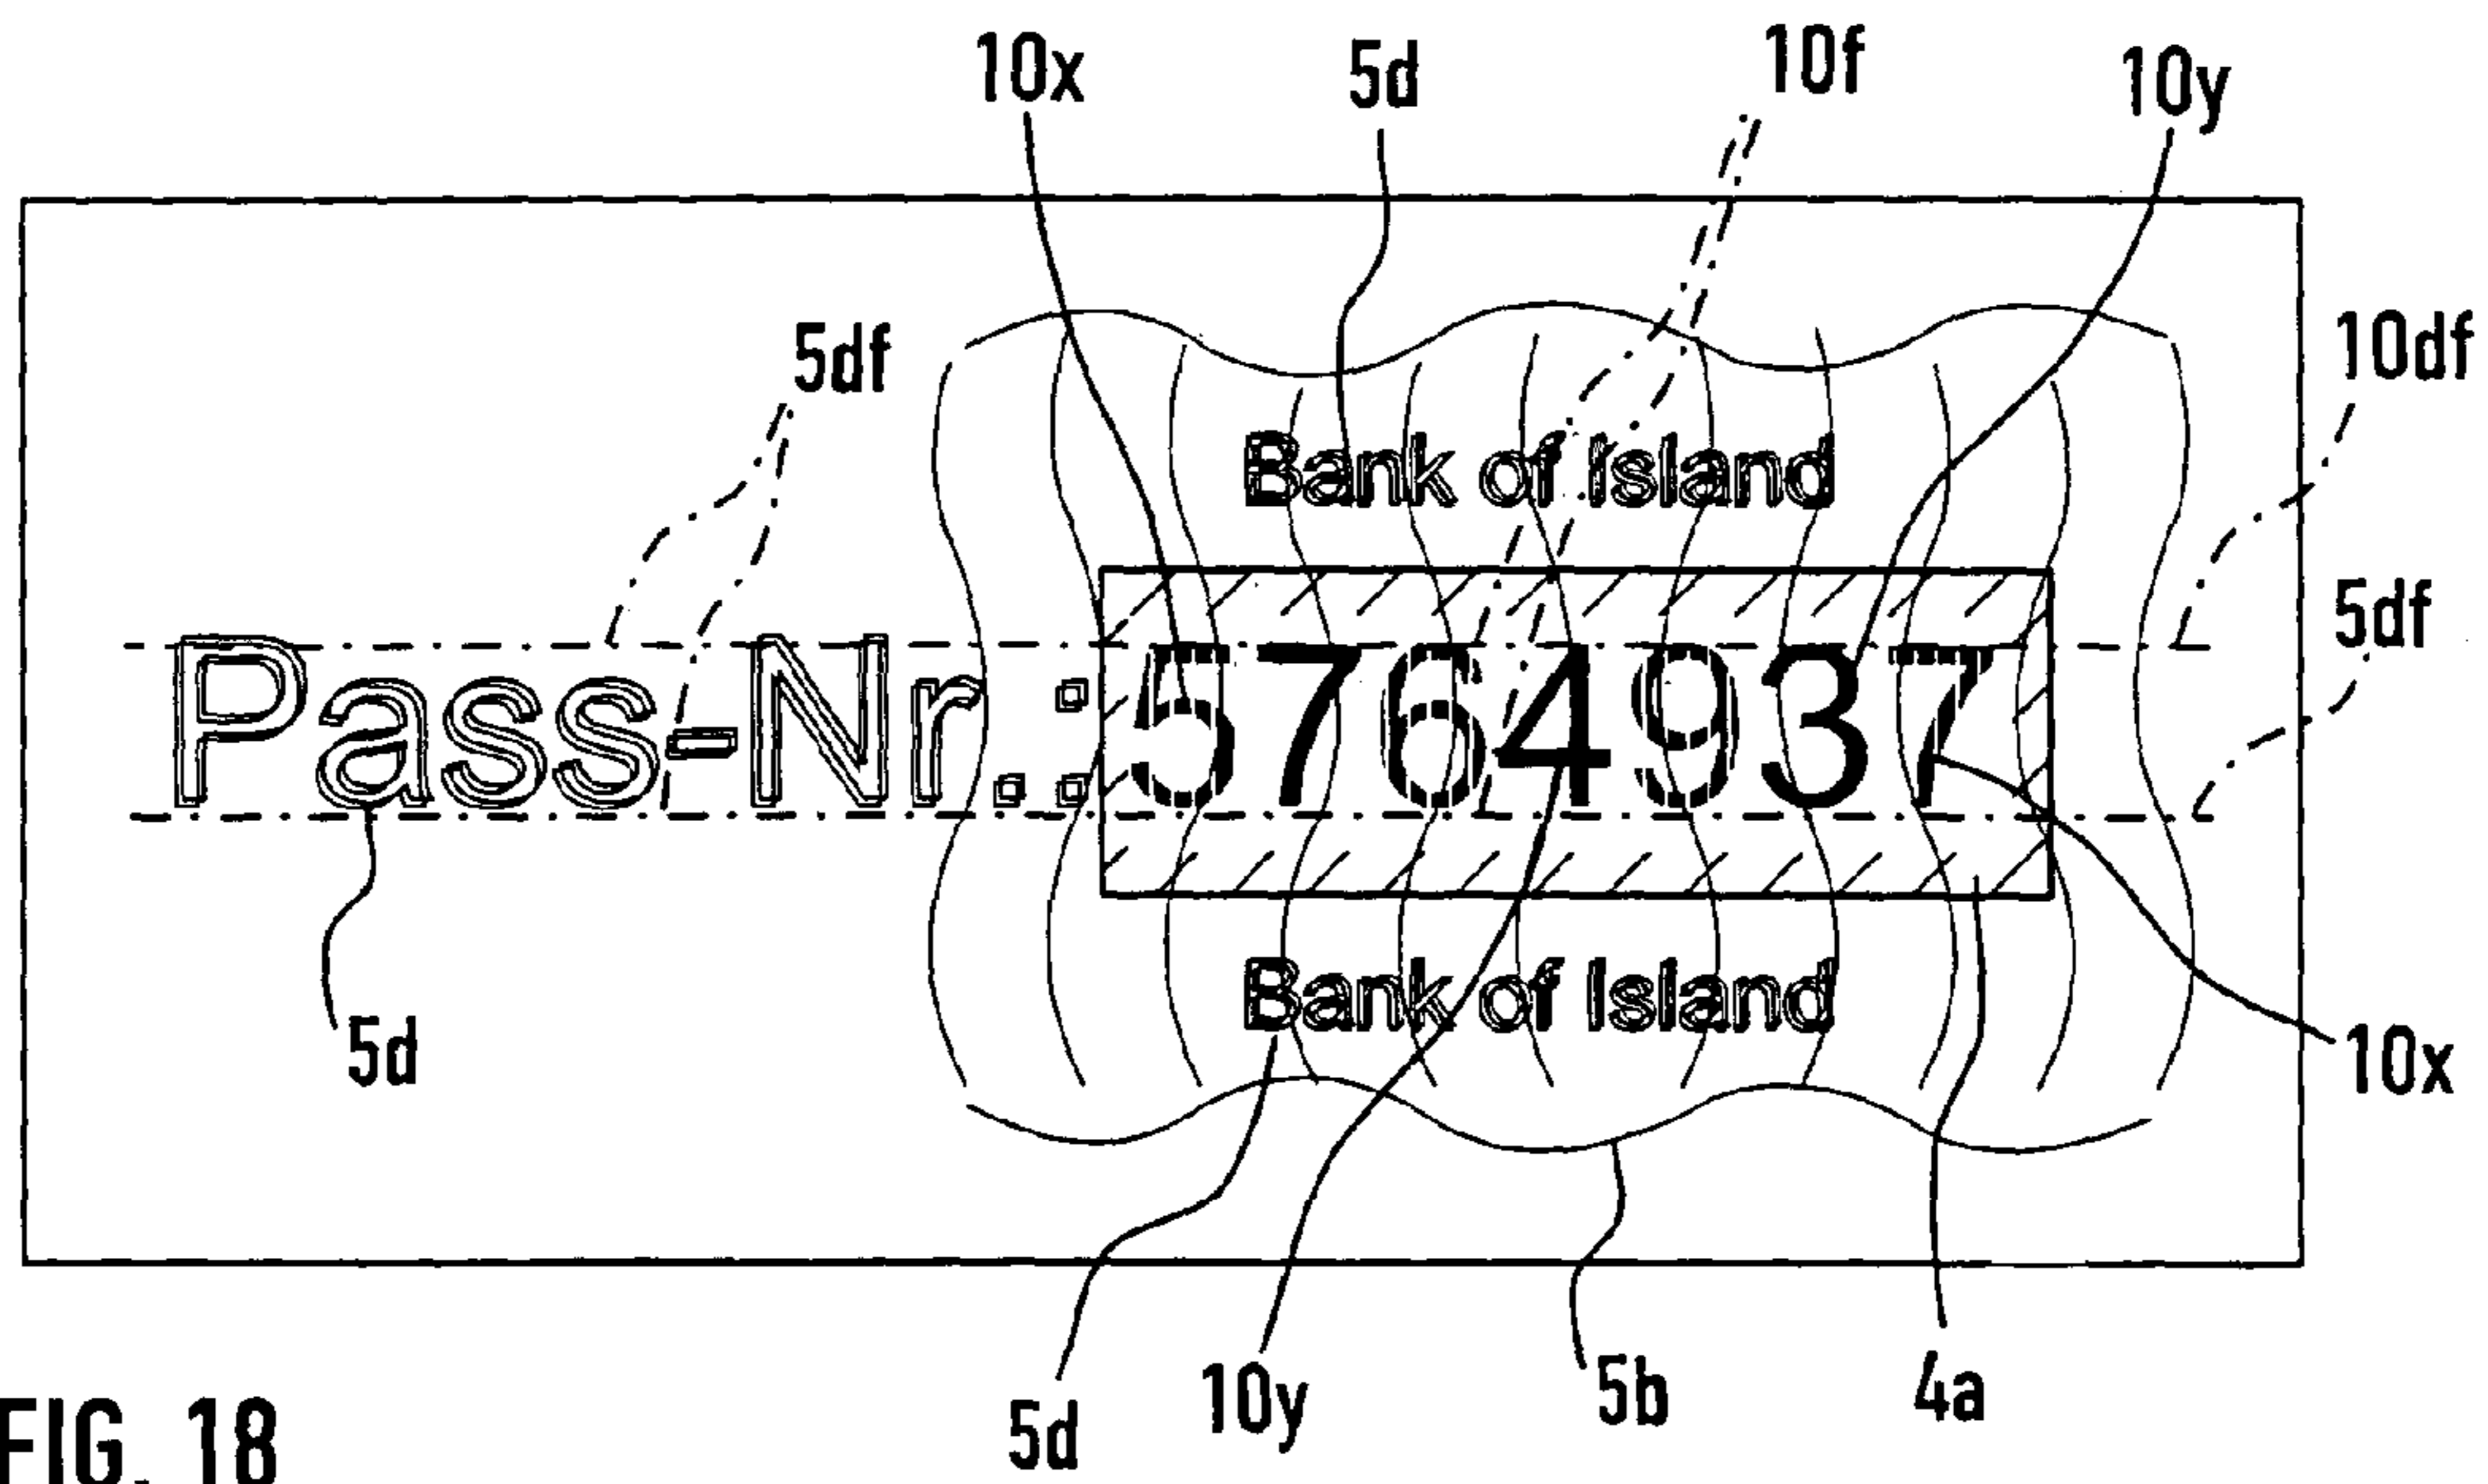 10x 5d 10f 10y
5df 10df
Bank of Island
5df
Pass-Nr.: 5764937
Bank of Island
5d 10x
5d 10y 5b 4a
FIG. 18